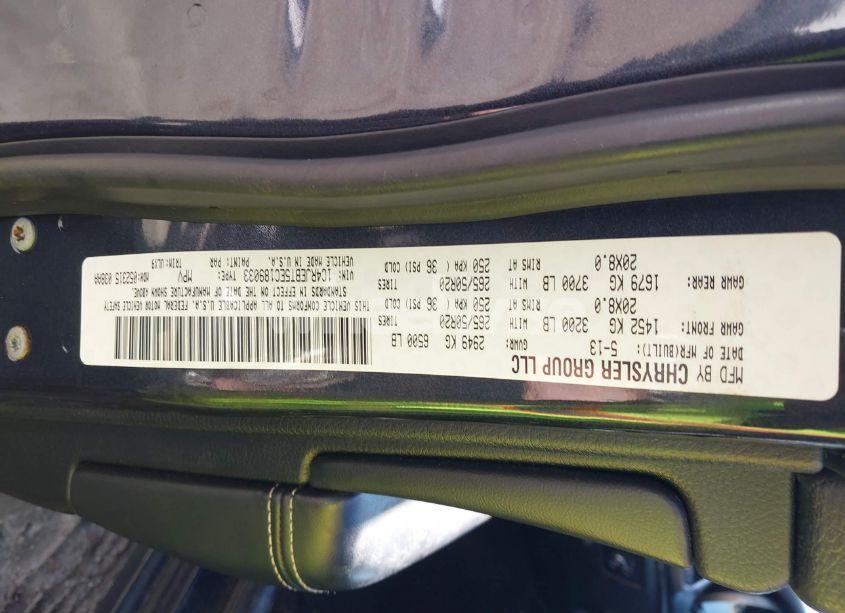 MFD BY CHRYSLER GROUP LLC
DATE OF MFR(BUILT): 5-13 GVWR: 2949 KG 6500 LB
GAWR FRONT: 1452 KG 3200 LB WITH TIRES 265/50R20
RIMS AT 20X8.0 250 KPA( 36 PSI COLD
GAWR REAR: 1679 KG 3700 LB WITH TIRES 265/50R20
RIMS AT 20X8.0 250 KPA( 36 PSI COLD
THIS VEHICLE CONFORMS TO ALL APPLICABLE U.S.A. FEDERAL MOTOR VEHICLE SAFETY
STANDARDS IN EFFECT ON THE DATE OF MANUFACTURE SHOWN ABOVE.
VIN: 1C4RJEBT5EC189033 TYPE: MPV MDH:052315 038AA
VEHICLE MADE IN U.S.A. PAINT: PAR TRIM:ULX9